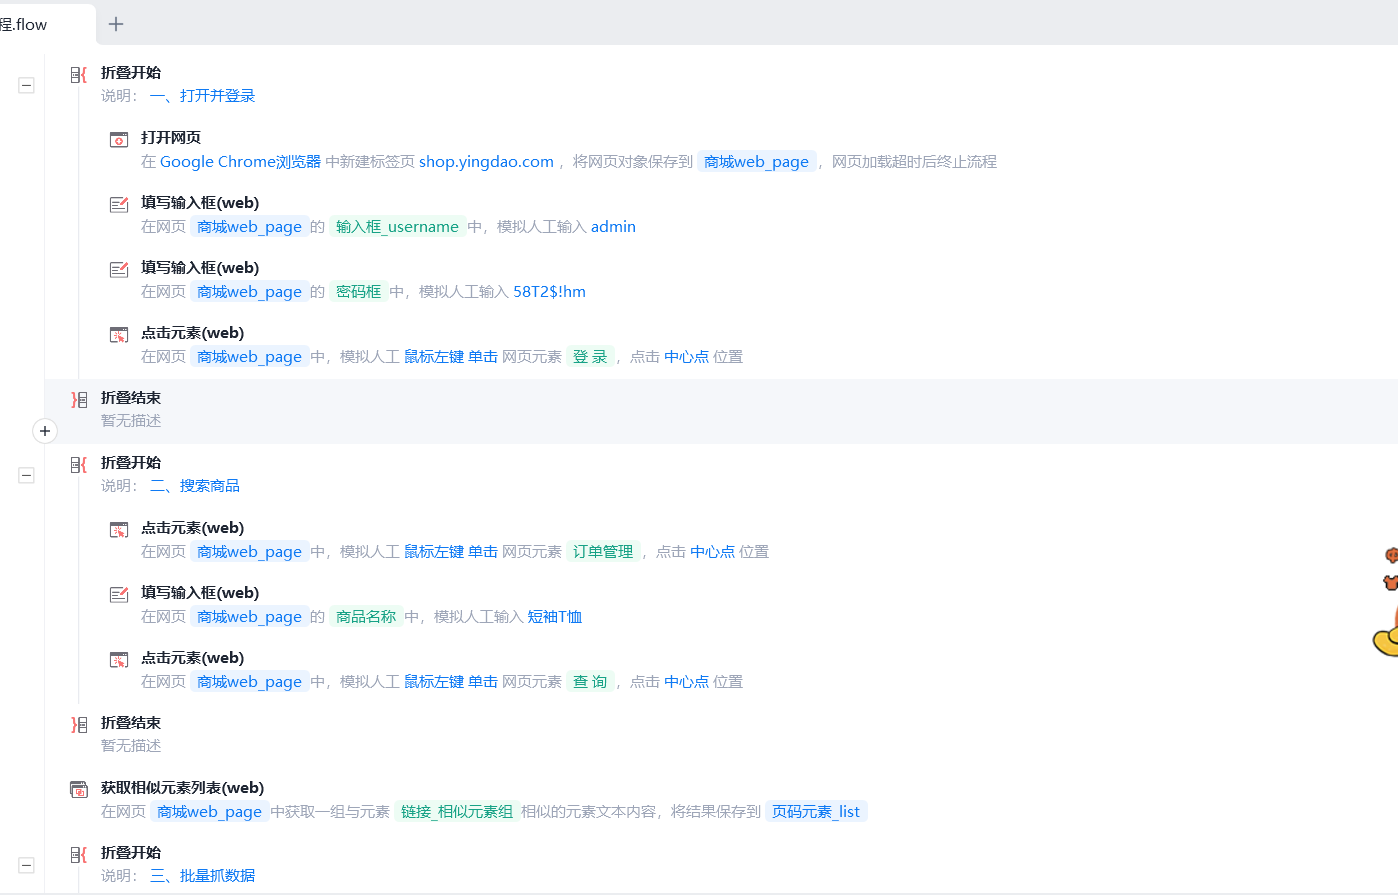 程.flow
折叠开始
说明： 一、打开并登录
打开网页
在 Google Chrome浏览器 中新建标签页 shop.yingdao.com ，将网页对象保存到 商城web_page ，网页加载超时后终止流程
填写输入框(web)
在网页 商城web_page 的 输入框_username 中，模拟人工输入 admin
填写输入框(web)
在网页 商城web_page 的 密码框 中，模拟人工输入 58T2$!hm
点击元素(web)
在网页 商城web_page 中，模拟人工 鼠标左键 单击 网页元素 登 录 ，点击 中心点 位置
折叠结束
暂无描述
折叠开始
说明： 二、搜索商品
点击元素(web)
在网页 商城web_page 中，模拟人工 鼠标左键 单击 网页元素 订单管理 ，点击 中心点 位置
填写输入框(web)
在网页 商城web_page 的 商品名称 中，模拟人工输入 短袖T恤
点击元素(web)
在网页 商城web_page 中，模拟人工 鼠标左键 单击 网页元素 查 询 ，点击 中心点 位置
折叠结束
暂无描述
获取相似元素列表(web)
在网页 商城web_page 中获取一组与元素 链接_相似元素组 相似的元素文本内容，将结果保存到 页码元素_list
折叠开始
说明： 三、批量抓数据